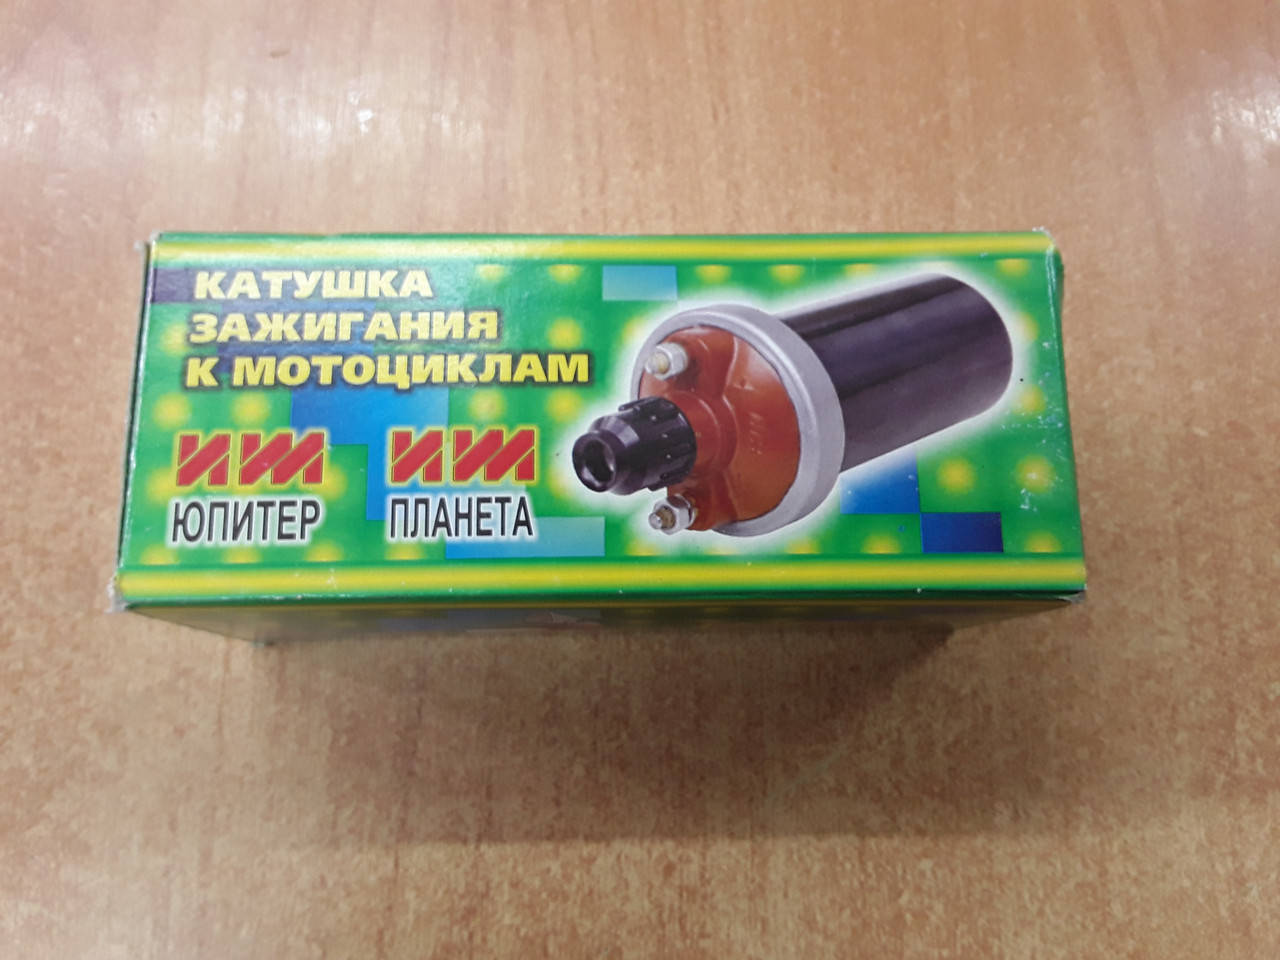 КАТУШКА
ЗАЖИГАНИЯ
К МОТОЦИКЛАМ
ИЖ ИЖ
ЮПИТЕР ПЛАНЕТА